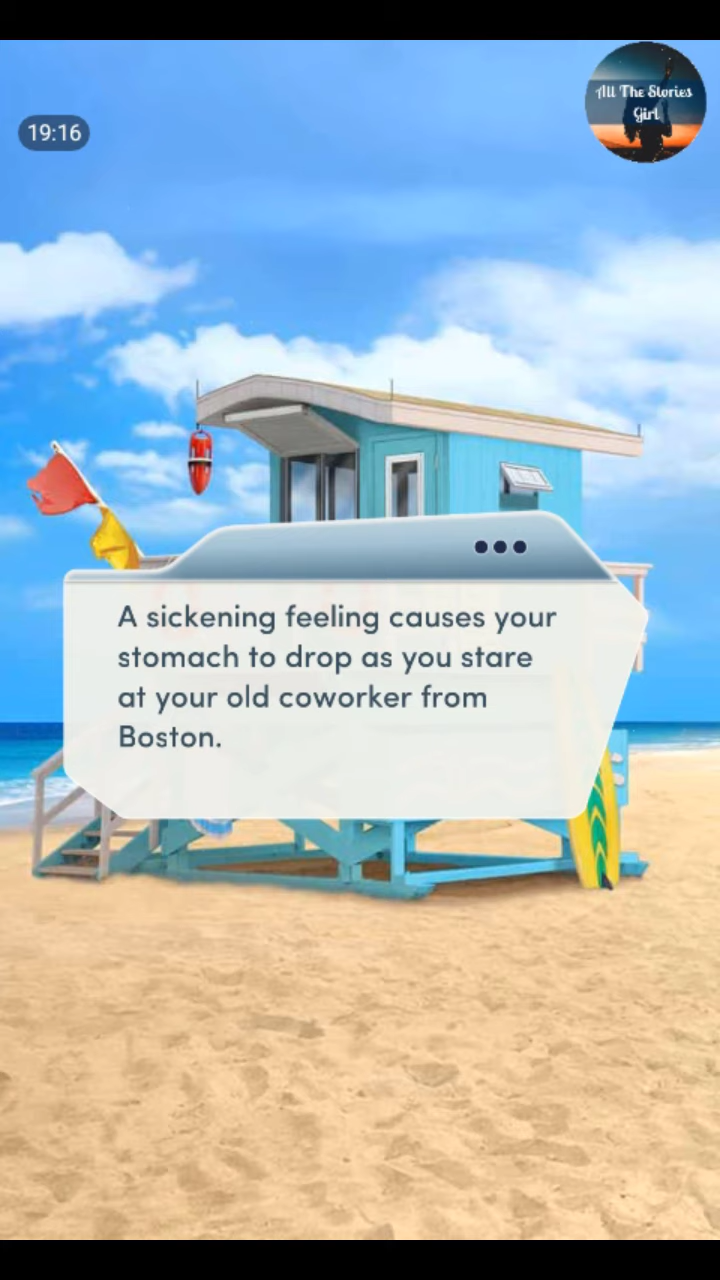 All The Stories
Girl
19:16
A sickening feeling causes your
stomach to drop as you stare
at your old coworker from
Boston.